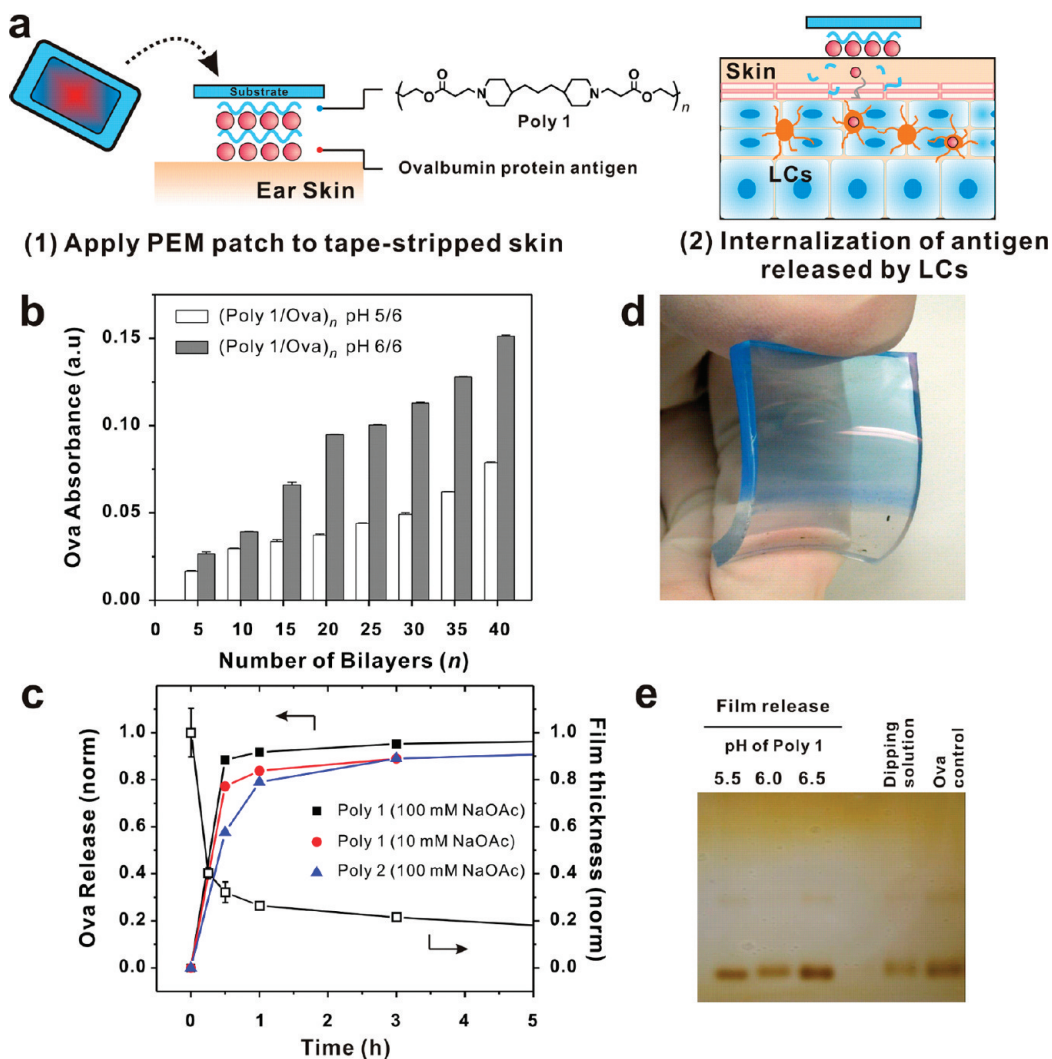 a
Substrate
Ear Skin
( O O N N O O )n
Poly 1
Ovalbumin protein antigen
Skin
LCs
(1) Apply PEM patch to tape-stripped skin
(2) Internalization of antigen
released by LCs
b
(Poly 1/Ova)n pH 5/6
(Poly 1/Ova)n pH 6/6
Ova Absorbance (a.u)
0.15
0.10
0.05
0.00
0 5 10 15 20 25 30 35 40
Number of Bilayers (n)
d
c
Ova Release (norm)
1.0
0.8
0.6
0.4
0.2
0.0
Poly 1 (100 mM NaOAc)
Poly 1 (10 mM NaOAc)
Poly 2 (100 mM NaOAc)
1.0
0.8
0.6
0.4
0.2
0.0
Film thickness (norm)
0 1 2 3 4 5
Time (h)
e
Film release
pH of Poly 1
5.5 6.0 6.5
Dipping
solution
Ova
control